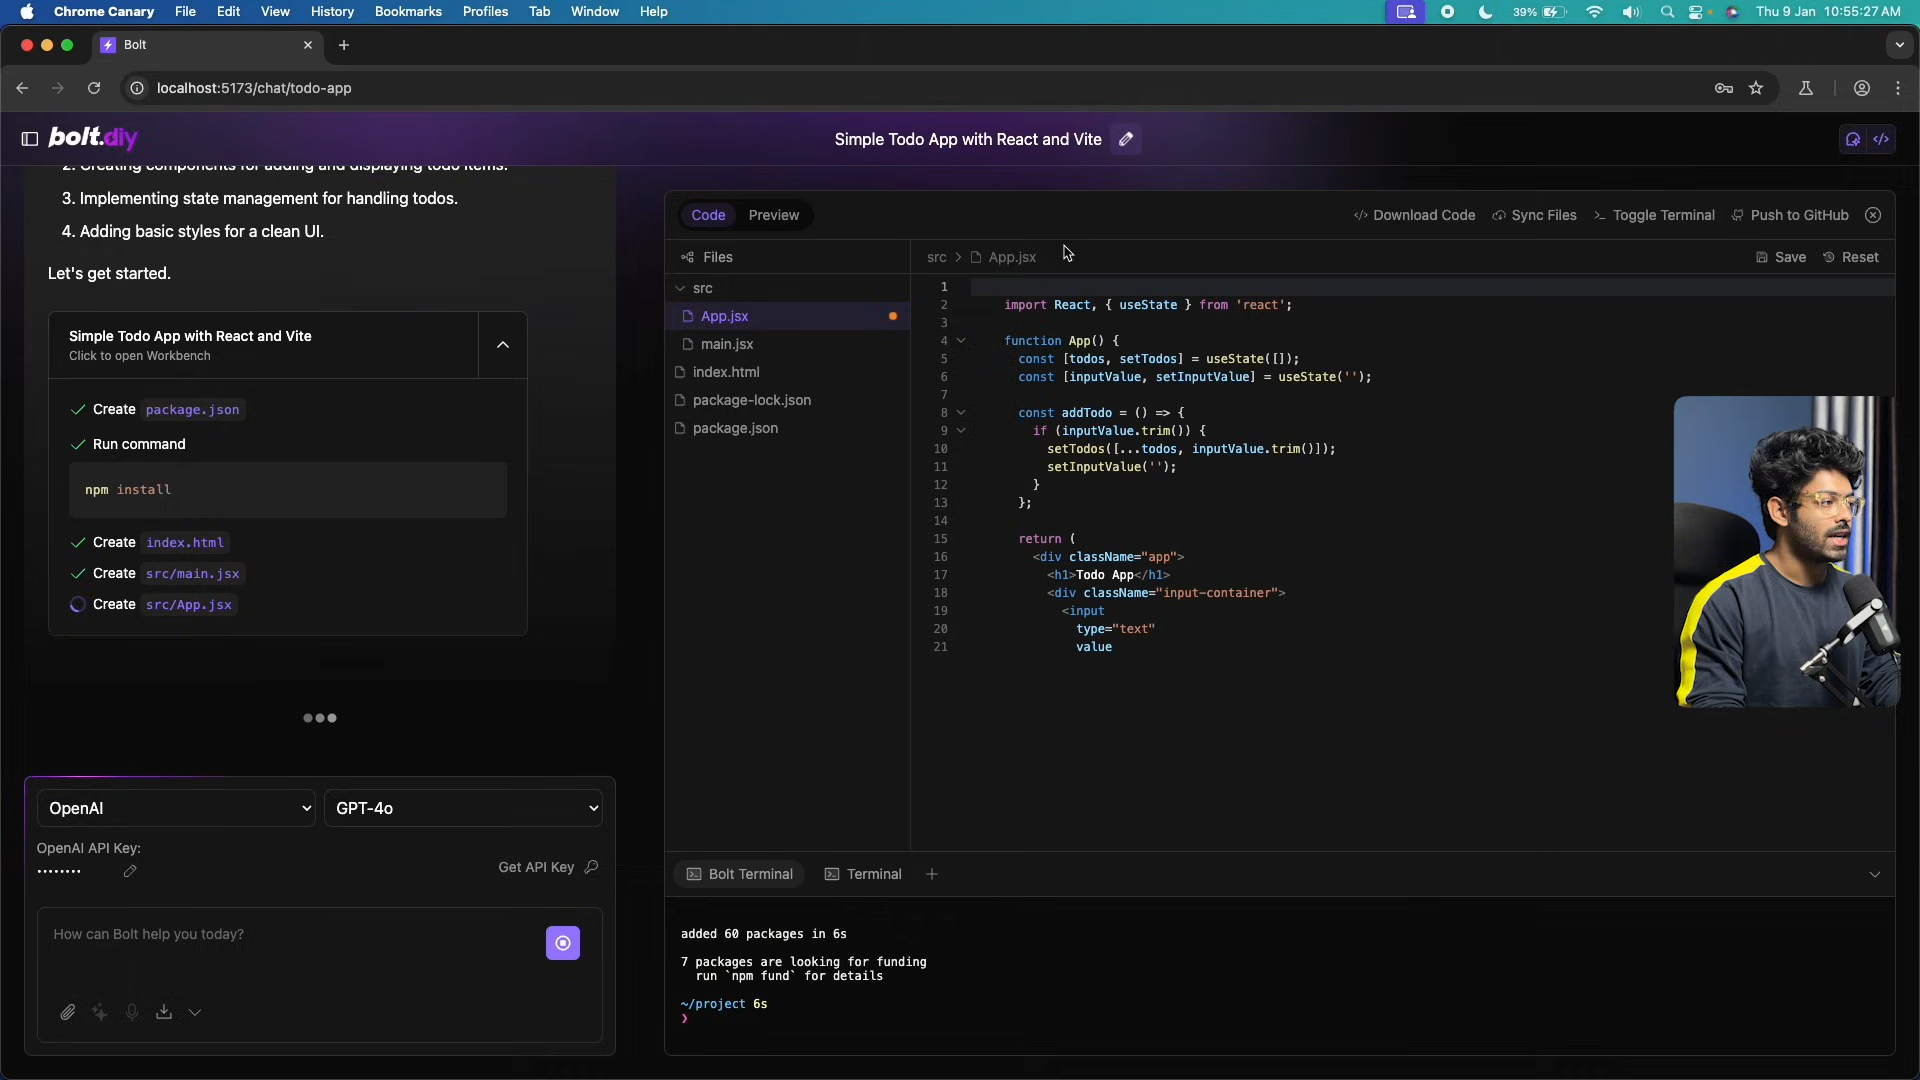 Chrome Canary File Edit View History Bookmarks Profiles Tab Window Help 39% Thu 9 Jan 10:55:27 AM
Bolt
localhost:5173/chat/todo-app
bolt.diy Simple Todo App with React and Vite
2. Creating components for adding and displaying todo items.
3. Implementing state management for handling todos.
4. Adding basic styles for a clean UI.
Let's get started.
Simple Todo App with React and Vite
Click to open Workbench
Create package.json
Run command
npm install
Create index.html
Create src/main.jsx
Create src/App.jsx
OpenAI GPT-4o
OpenAI API Key:
Get API Key
How can Bolt help you today?
Code Preview Download Code Sync Files Toggle Terminal Push to GitHub
Files
src
App.jsx
main.jsx
index.html
package-lock.json
package.json
src > App.jsx Save Reset
1
2 import React, { useState } from 'react';
3
4 function App() {
5 const [todos, setTodos] = useState([]);
6 const [inputValue, setInputValue] = useState('');
7
8 const addTodo = () => {
9 if (inputValue.trim()) {
10 setTodos([...todos, inputValue.trim()]);
11 setInputValue('');
12 }
13 };
14
15 return (
16 <div className="app">
17 <h1>Todo App</h1>
18 <div className="input-container">
19 <input
20 type="text"
21 value
Bolt Terminal Terminal
added 60 packages in 6s
7 packages are looking for funding
run `npm fund` for details
~/project 6s
❯